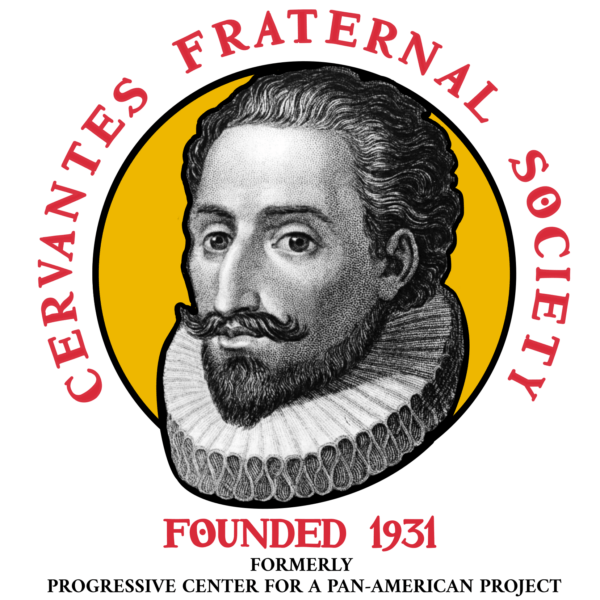 CERVANTES FRATERNAL SOCIETY
FOUNDED 1931
FORMERLY
PROGRESSIVE CENTER FOR A PAN-AMERICAN PROJECT